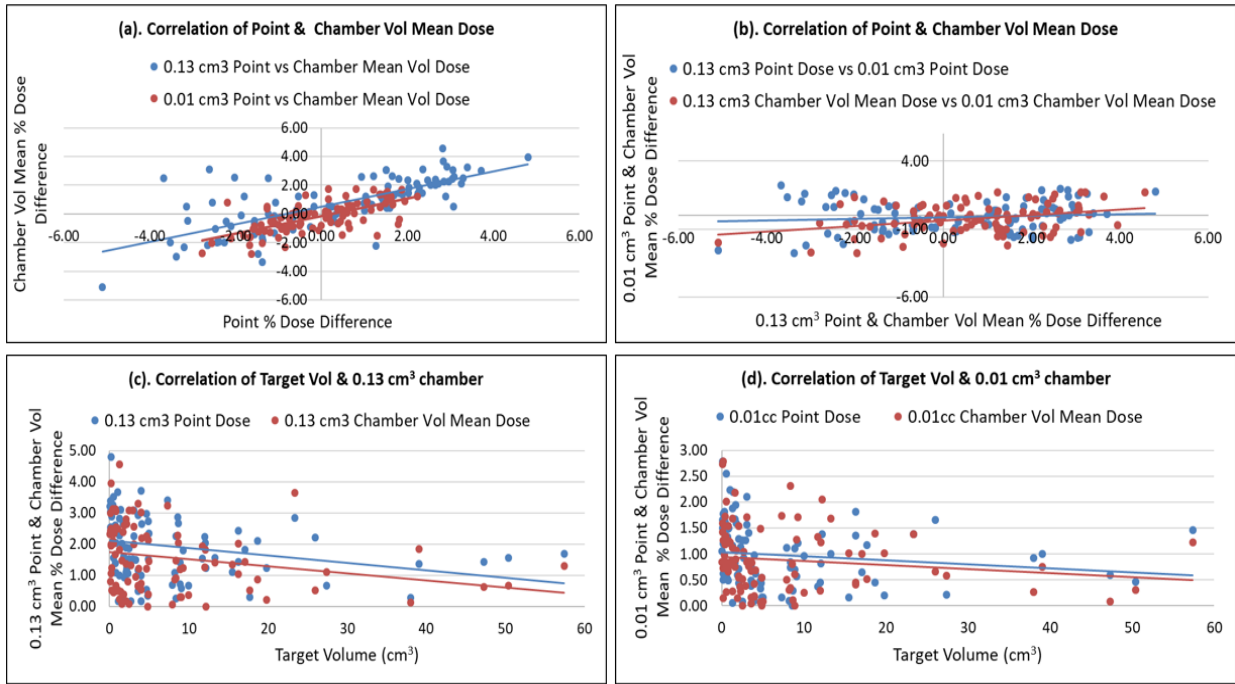 (a). Correlation of Point & Chamber Vol Mean Dose
0.13 cm3 Point vs Chamber Mean Vol Dose
0.01 cm3 Point vs Chamber Mean Vol Dose
Chamber Vol Mean % Dose
Difference
6.00
4.00
2.00
0.00
-2.00
-4.00
-6.00
-6.00 -4.00 -2.00 0.00 2.00 4.00 6.00
Point % Dose Difference
(b). Correlation of Point & Chamber Vol Mean Dose
0.13 cm3 Point Dose vs 0.01 cm3 Point Dose
0.13 cm3 Chamber Vol Mean Dose vs 0.01 cm3 Chamber Vol Mean Dose
0.01 cm³ Point & Chamber Vol
Mean % Dose Difference
4.00
-1.00
-6.00
-6.00 -4.00 -2.00 0.00 2.00 4.00 6.00
0.13 cm³ Point & Chamber Vol Mean % Dose Difference
(c). Correlation of Target Vol & 0.13 cm³ chamber
0.13 cm3 Point Dose
0.13 cm3 Chamber Vol Mean Dose
0.13 cm³ Point & Chamber Vol
Mean % Dose Difference
5.00
4.00
3.00
2.00
1.00
0.00
0 10 20 30 40 50 60
Target Volume (cm³)
(d). Correlation of Target Vol & 0.01 cm³ chamber
0.01cc Point Dose
0.01cc Chamber Vol Mean Dose
0.01 cm³ Point & Chamber Vol
Mean % Dose Difference
3.00
2.50
2.00
1.50
1.00
0.50
0.00
0 10 20 30 40 50 60
Target Volume (cm³)